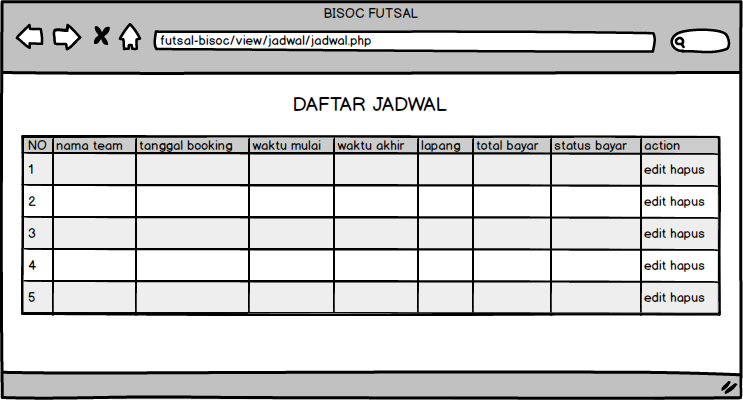 BISOC FUTSAL
futsal-bisoc/view/jadwal/jadwal.php
DAFTAR JADWAL
NO nama team tanggal booking waktu mulai waktu akhir lapang total bayar status bayar action
1 edit hapus
2 edit hapus
3 edit hapus
4 edit hapus
5 edit hapus